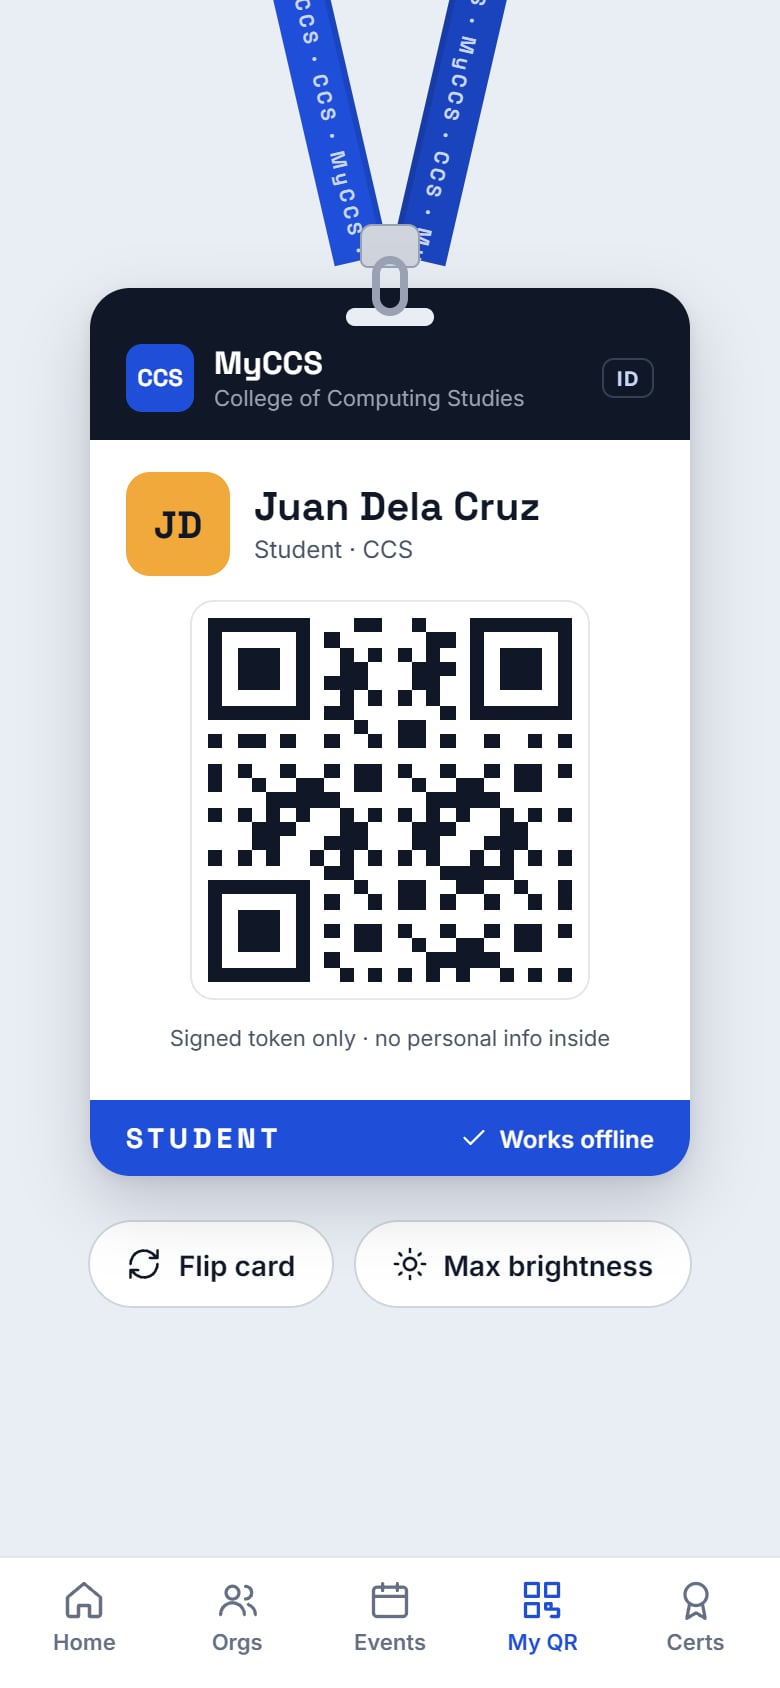 CCS · CCS · MyCCS ·
· MyCCS · CCS ·
CCS
MyCCS
College of Computing Studies
ID
JD
Juan Dela Cruz
Student · CCS
Signed token only · no personal info inside
STUDENT
Works offline
Flip card
Max brightness
Home
Orgs
Events
My QR
Certs